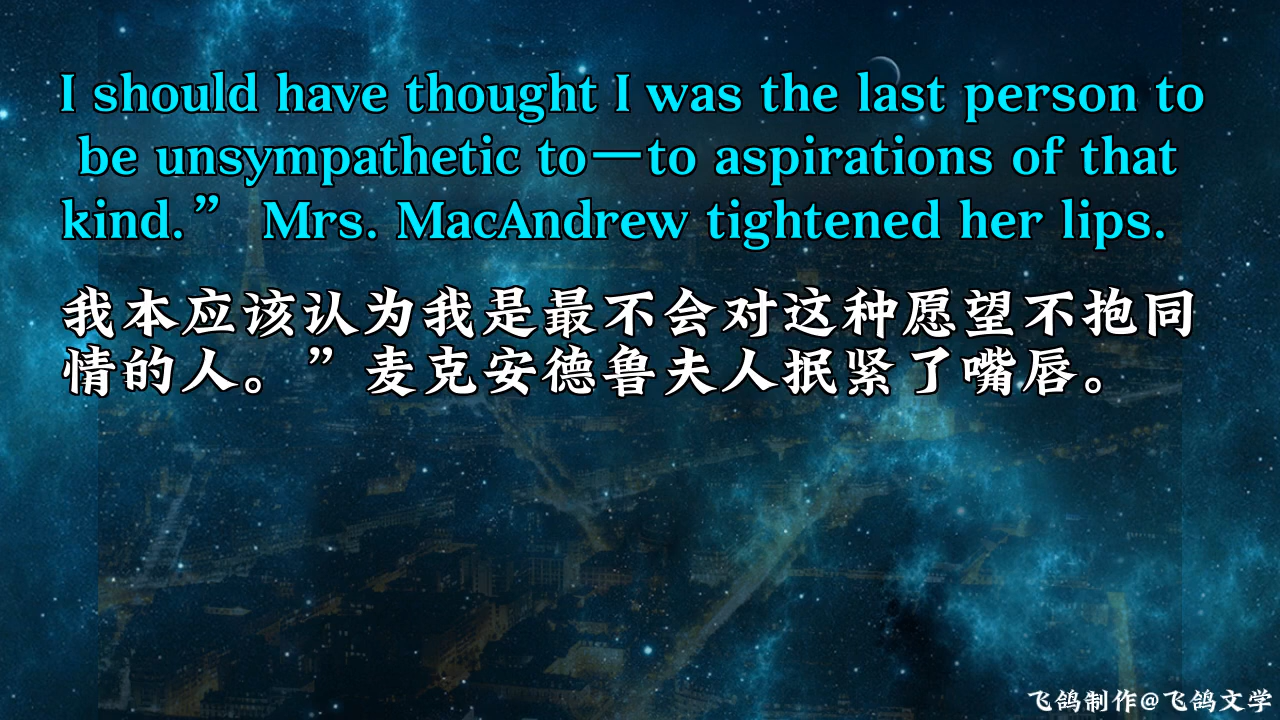 I should have thought I was the last person to
be unsympathetic to—to aspirations of that
kind.” Mrs. MacAndrew tightened her lips.
我本应该认为我是最不会对这种愿望不抱同
情的人。”麦克安德鲁夫人抿紧了嘴唇。
飞鸽制作@飞鸽文学